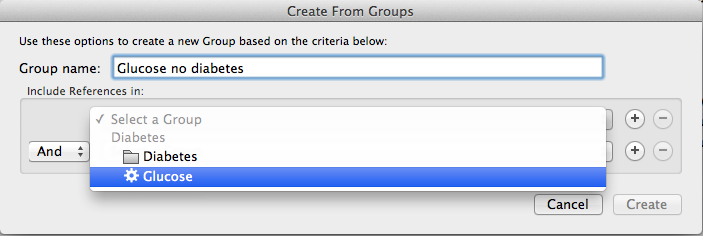 Create From Groups
Use these options to create a new Group based on the criteria below:
Group name: Glucose no diabetes
Include References in:
✓ Select a Group
Diabetes
And
Diabetes
Glucose
Cancel Create